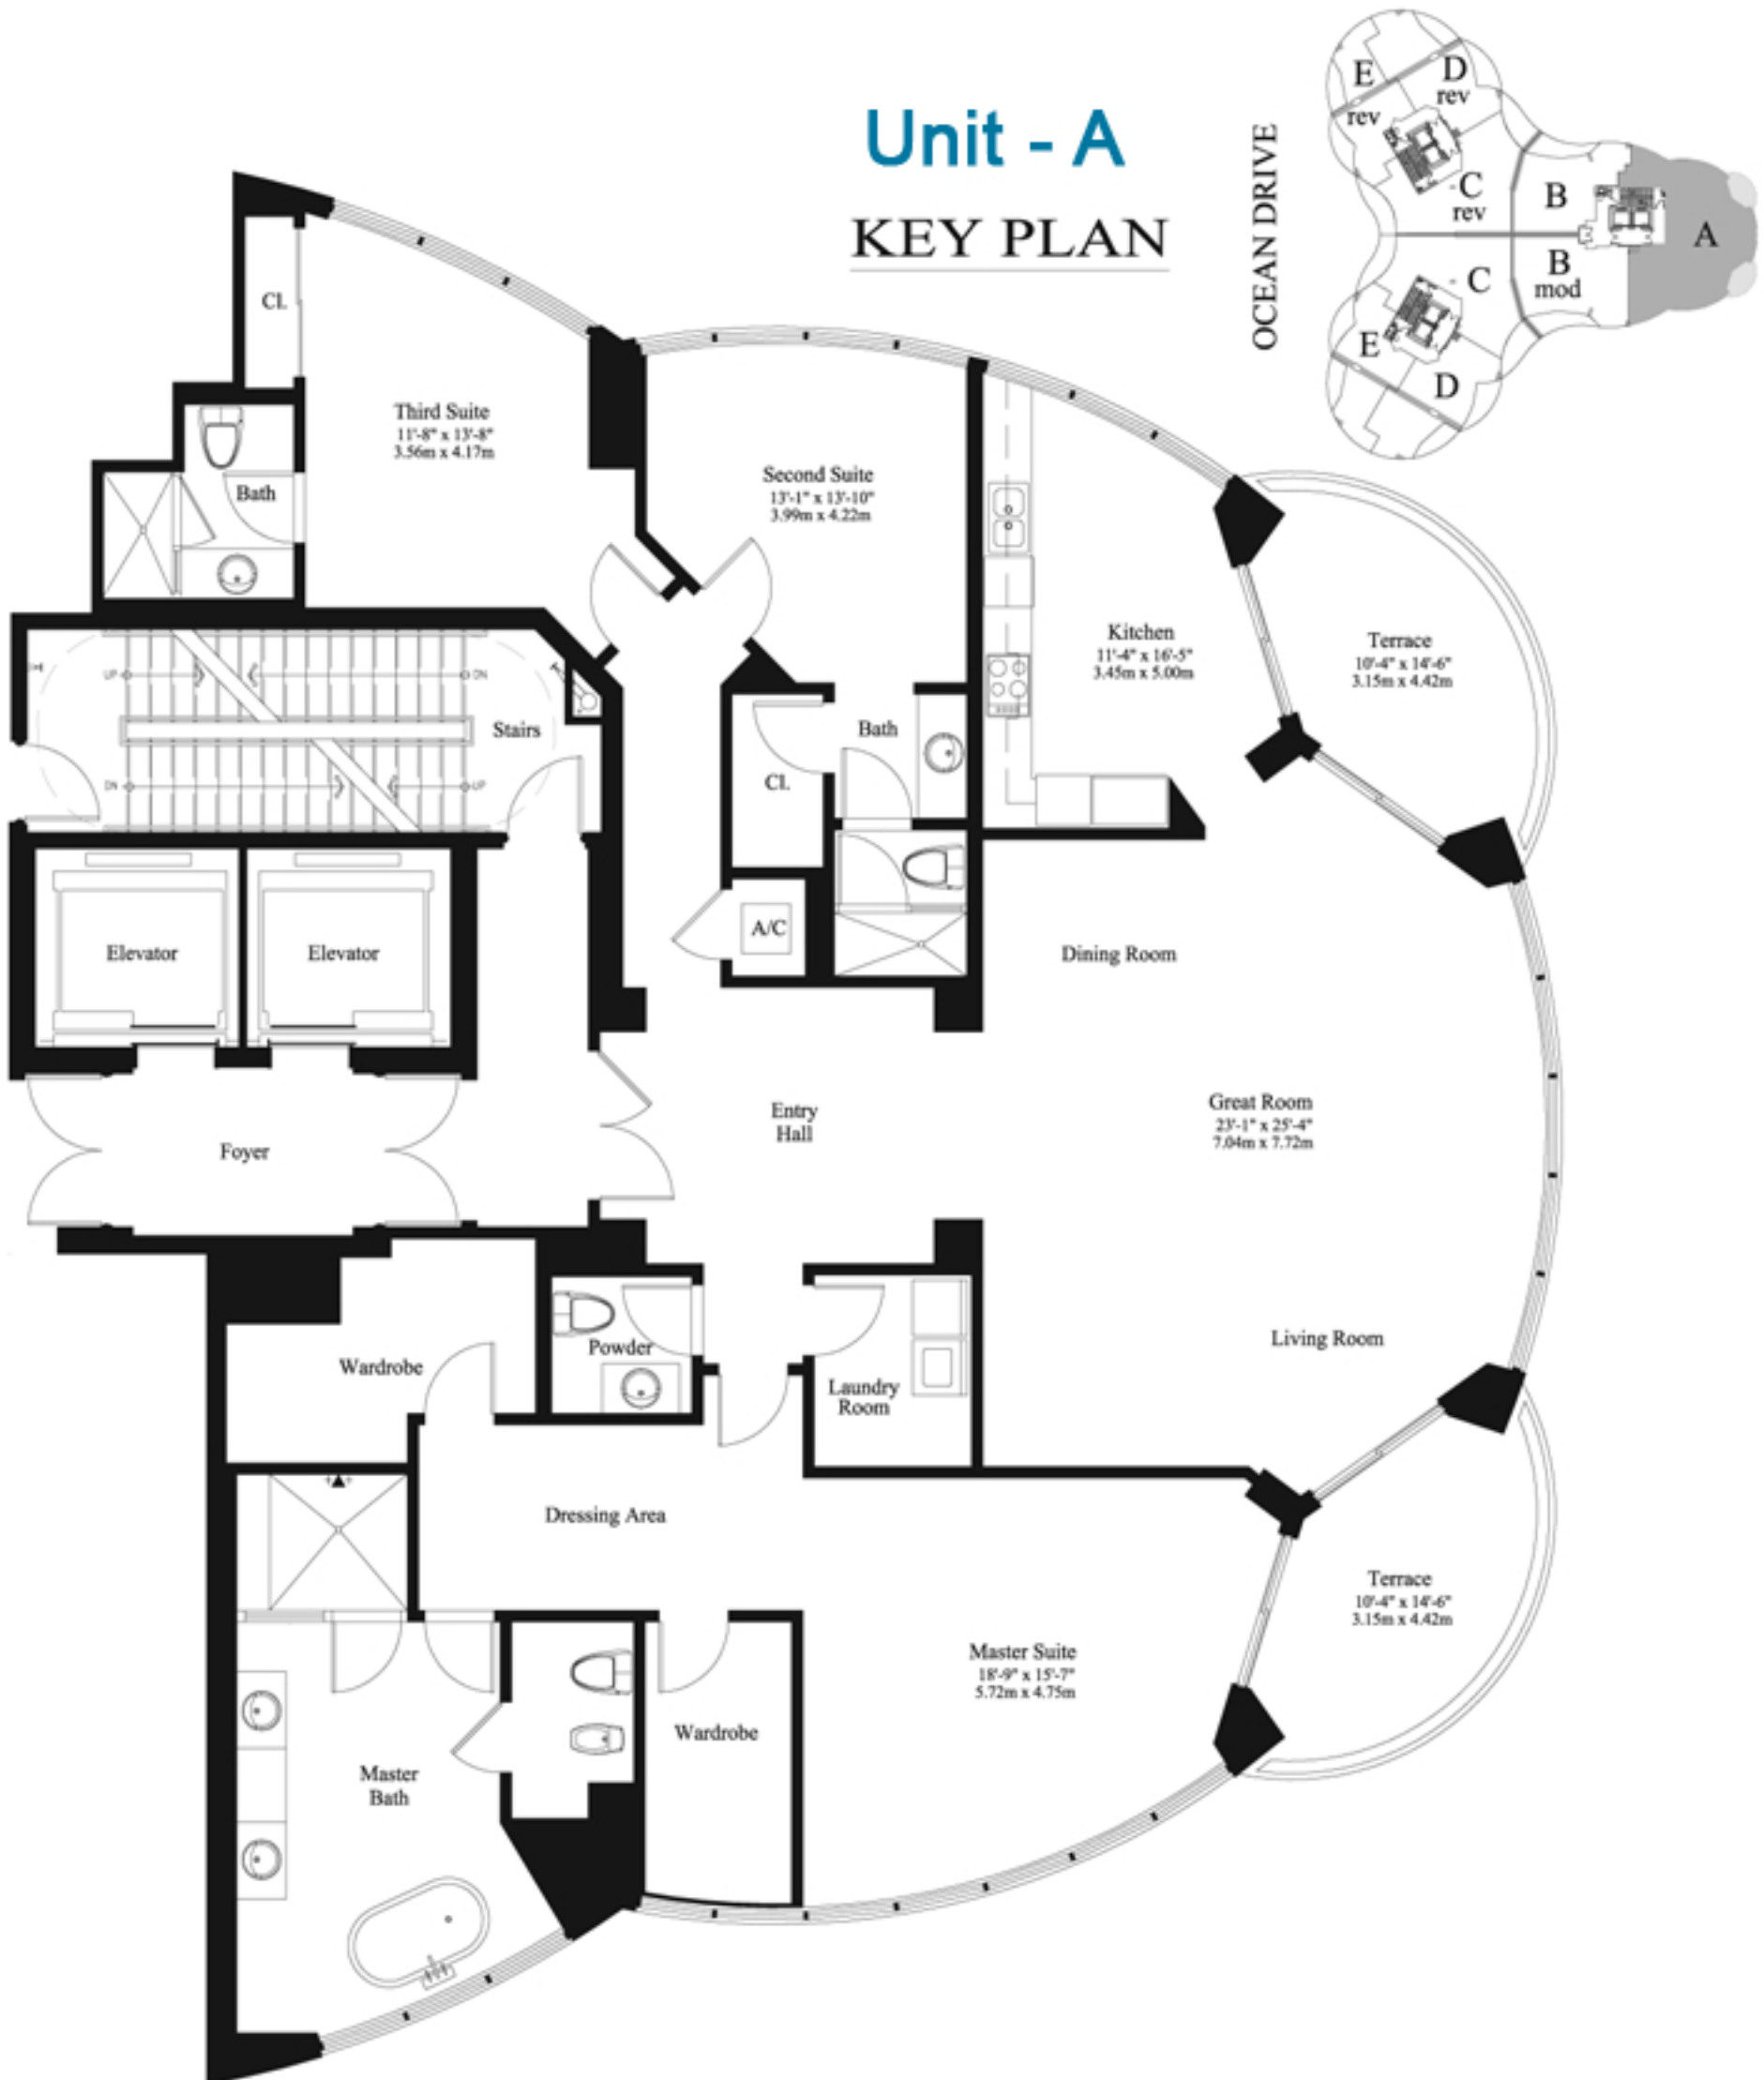 Unit - A
KEY PLAN
OCEAN DRIVE
E
rev
D
rev
C
rev
B
A
B
mod
C
E
D
Cl.
Third Suite
11'-8" x 13'-8"
3.56m x 4.17m
Bath
Second Suite
13'-1" x 13'-10"
3.99m x 4.22m
Kitchen
11'-4" x 16'-5"
3.45m x 5.00m
Terrace
10'-4" x 14'-6"
3.15m x 4.42m
UP
DN
Stairs
DN
UP
Bath
Cl.
A/C
Elevator
Elevator
Dining Room
Foyer
Entry
Hall
Great Room
23'-1" x 25'-4"
7.04m x 7.72m
Living Room
Wardrobe
Powder
Laundry
Room
Dressing Area
Terrace
10'-4" x 14'-6"
3.15m x 4.42m
Master Suite
18'-9" x 15'-7"
5.72m x 4.75m
Wardrobe
Master
Bath